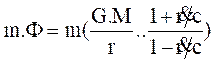 m.Φ = m(G.M/r . . 1+r&/c / 1−r&/c)